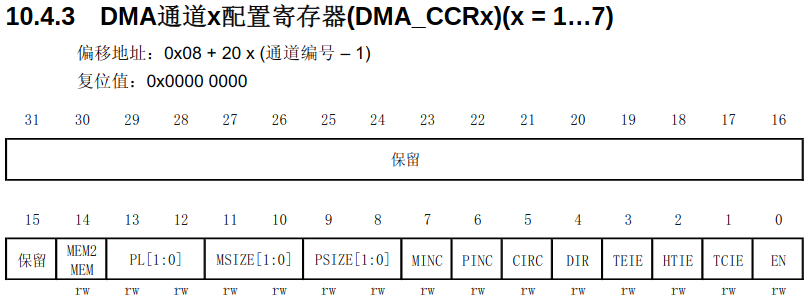 10.4.3 DMA通道x配置寄存器(DMA_CCRx)(x = 1…7)
偏移地址：0x08 + 20 x (通道编号 – 1)
复位值：0x0000 0000
31 30 29 28 27 26 25 24 23 22 21 20 19 18 17 16
保留
15 14 13 12 11 10 9 8 7 6 5 4 3 2 1 0
保留 MEM2 MEM PL[1:0] MSIZE[1:0] PSIZE[1:0] MINC PINC CIRC DIR TEIE HTIE TCIE EN
rw rw rw rw rw rw rw rw rw rw rw rw rw rw rw